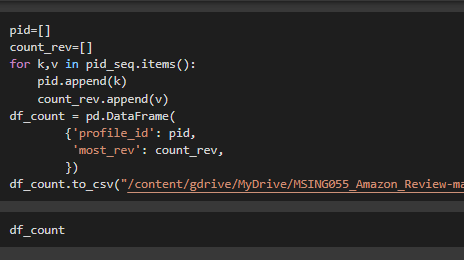 pid=[]
count_rev=[]
for k,v in pid_seq.items():
    pid.append(k)
    count_rev.append(v)
df_count = pd.DataFrame(
        {'profile_id': pid,
         'most_rev': count_rev,
        })
df_count.to_csv("/content/gdrive/MyDrive/MSING055_Amazon_Review-ma
df_count